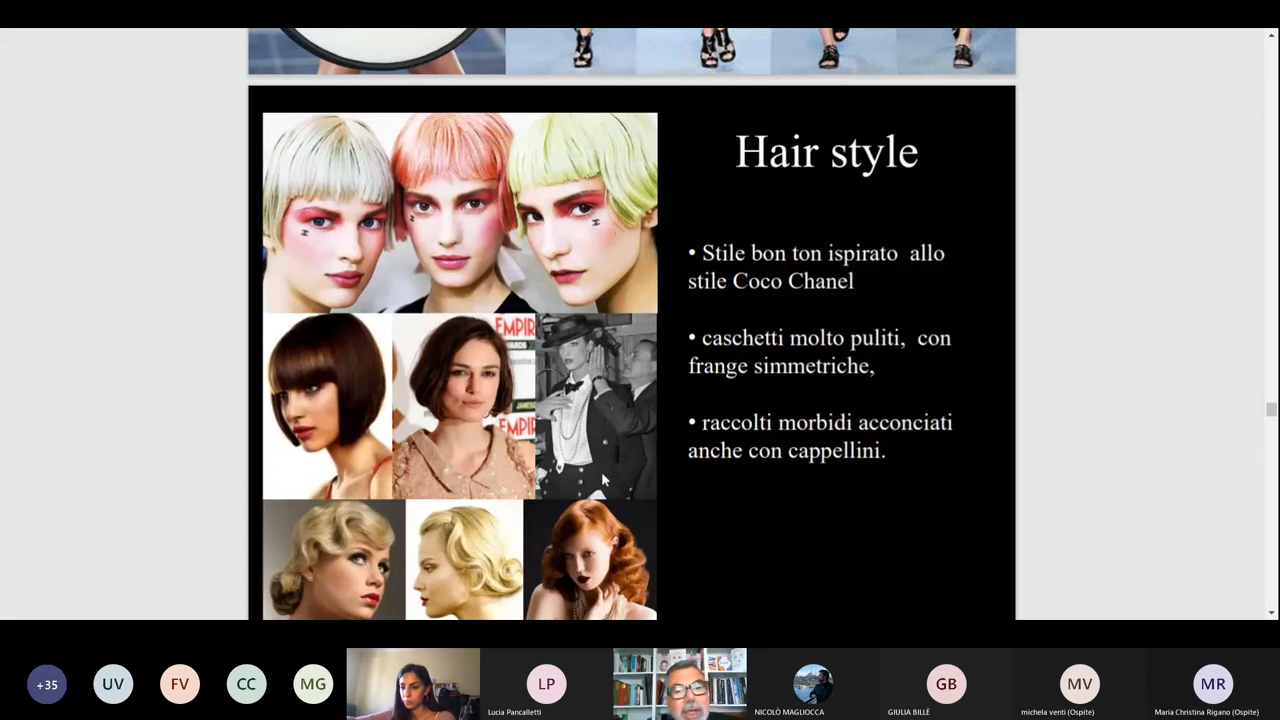 Hair style
• Stile bon ton ispirato  allo
stile Coco Chanel
• caschetti molto puliti,  con
frange simmetriche,
• raccolti morbidi acconciati
anche con cappellini.
EMPIR
EMPIR
+35
UV
FV
CC
MG
LP
Lucia Pancalletti
NICOLÒ MAGLIOCCA
GB
GIULIA BILLÈ
MV
michela venti (Ospite)
MR
Maria Christina Rigano (Ospite)